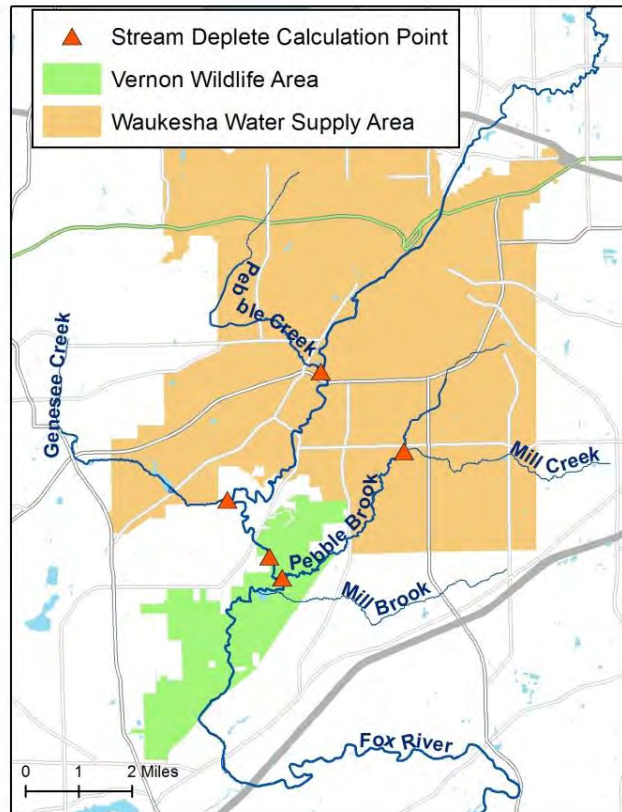 Stream Deplete Calculation Point
Vernon Wildlife Area
Waukesha Water Supply Area
Pebble Creek
Genesee Creek
Mill Creek
Pebble Brook
Mill Brook
Fox River
0 1 2 Miles